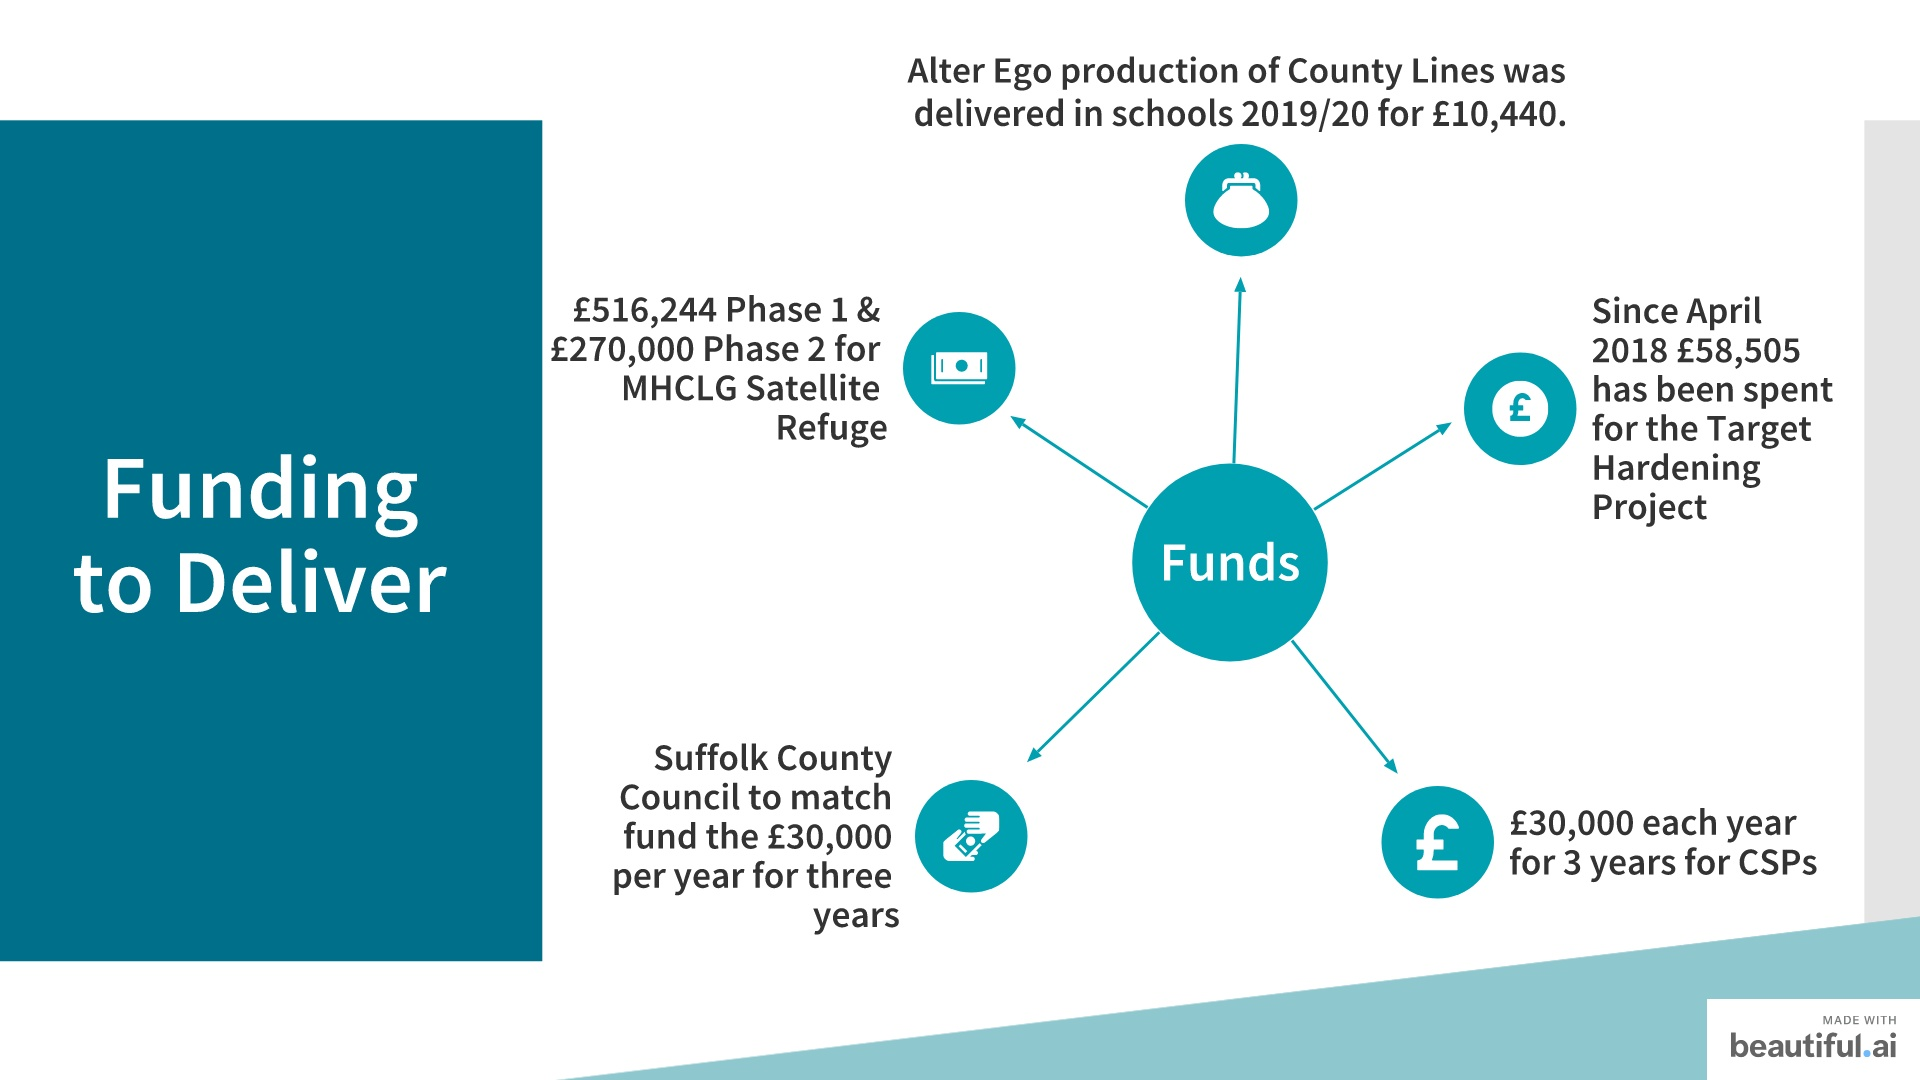 Funding
to Deliver
Alter Ego production of County Lines was
delivered in schools 2019/20 for £10,440.
£516,244 Phase 1 &
£270,000 Phase 2 for
MHCLG Satellite
Refuge
Since April
2018 £58,505
has been spent
for the Target
Hardening
Project
£
Funds
Suffolk County
Council to match
fund the £30,000
per year for three
years
£
£30,000 each year
for 3 years for CSPs
MADE WITH
beautiful.ai